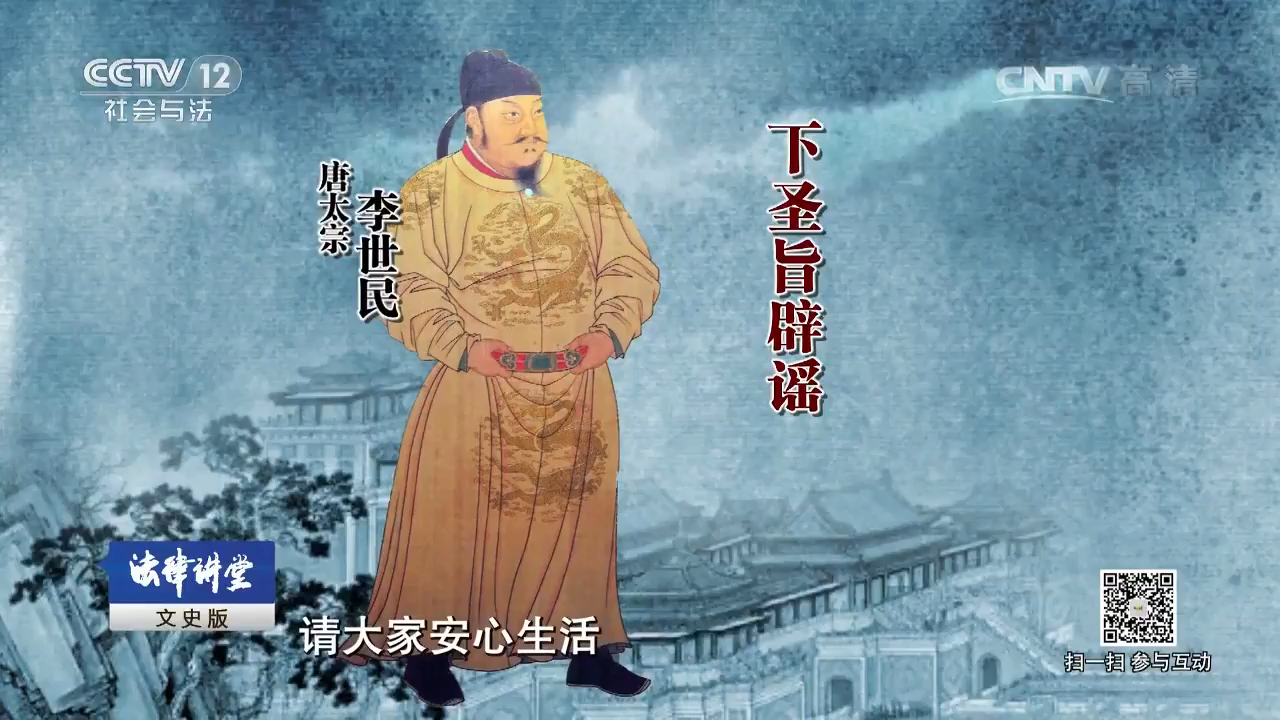 CCTV 12
社会与法
CNTV 高清
唐太宗
李世民
下圣旨辟谣
法律讲堂
文史版
请大家安心生活
扫一扫 参与互动